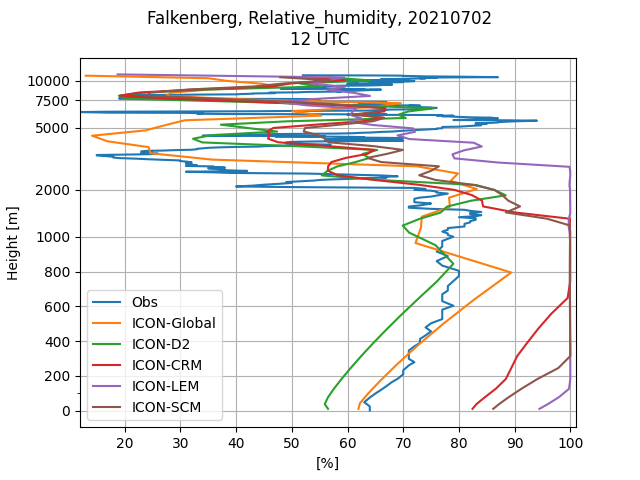 Falkenberg, Relative_humidity, 20210702
12 UTC
Height [m]
10000
7500
5000
2000
1000
800
600
400
200
0
Obs
ICON-Global
ICON-D2
ICON-CRM
ICON-LEM
ICON-SCM
20 30 40 50 60 70 80 90 100
[%]